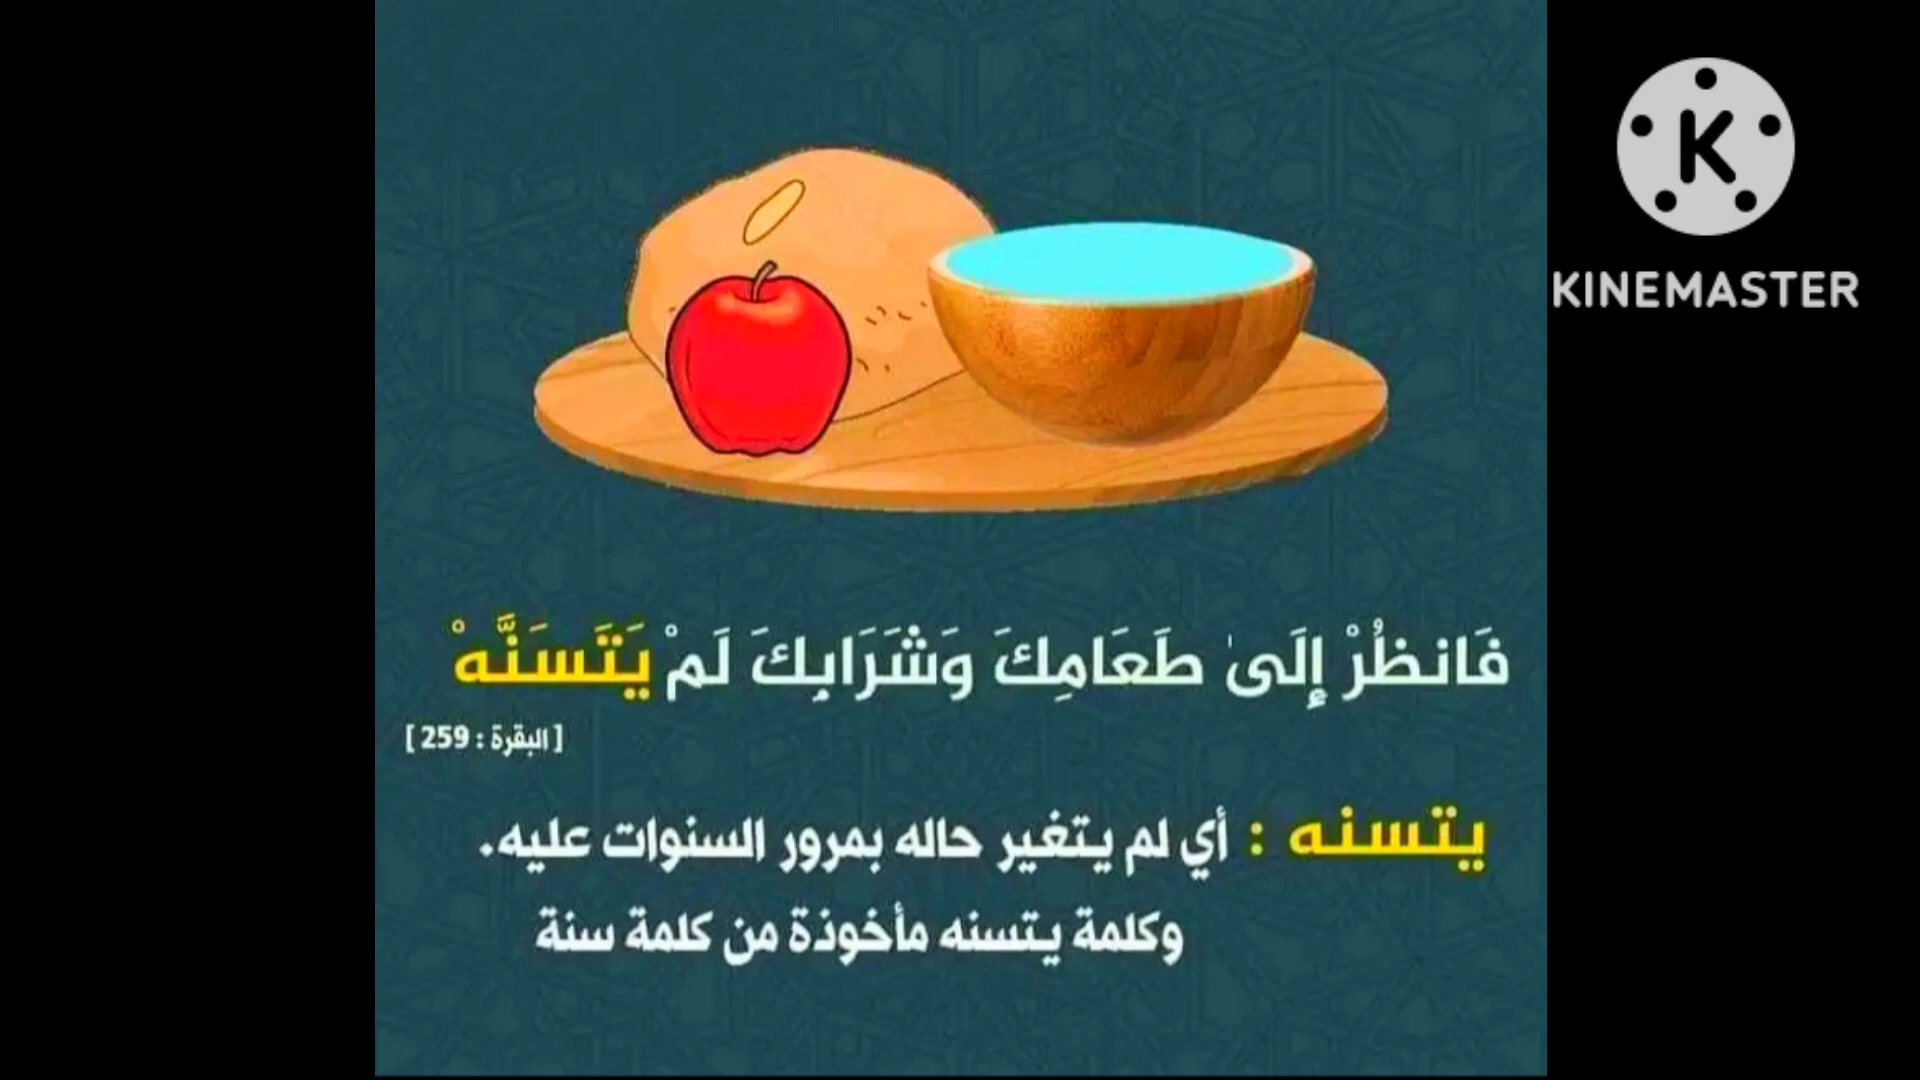 KINEMASTER
فَانظُرْ إِلَىٰ طَعَامِكَ وَشَرَابِكَ لَمْ يَتَسَنَّهْ
[البقرة : 259]
يتسنه : أي لم يتغير حاله بمرور السنوات عليه.
وكلمة يتسنه مأخوذة من كلمة سنة